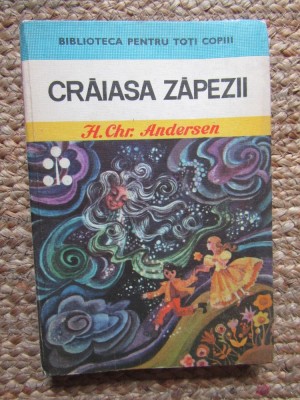 BIBLIOTECA PENTRU TOȚI COPIII
CRĂIASA ZĂPEZII
H. Chr. Andersen